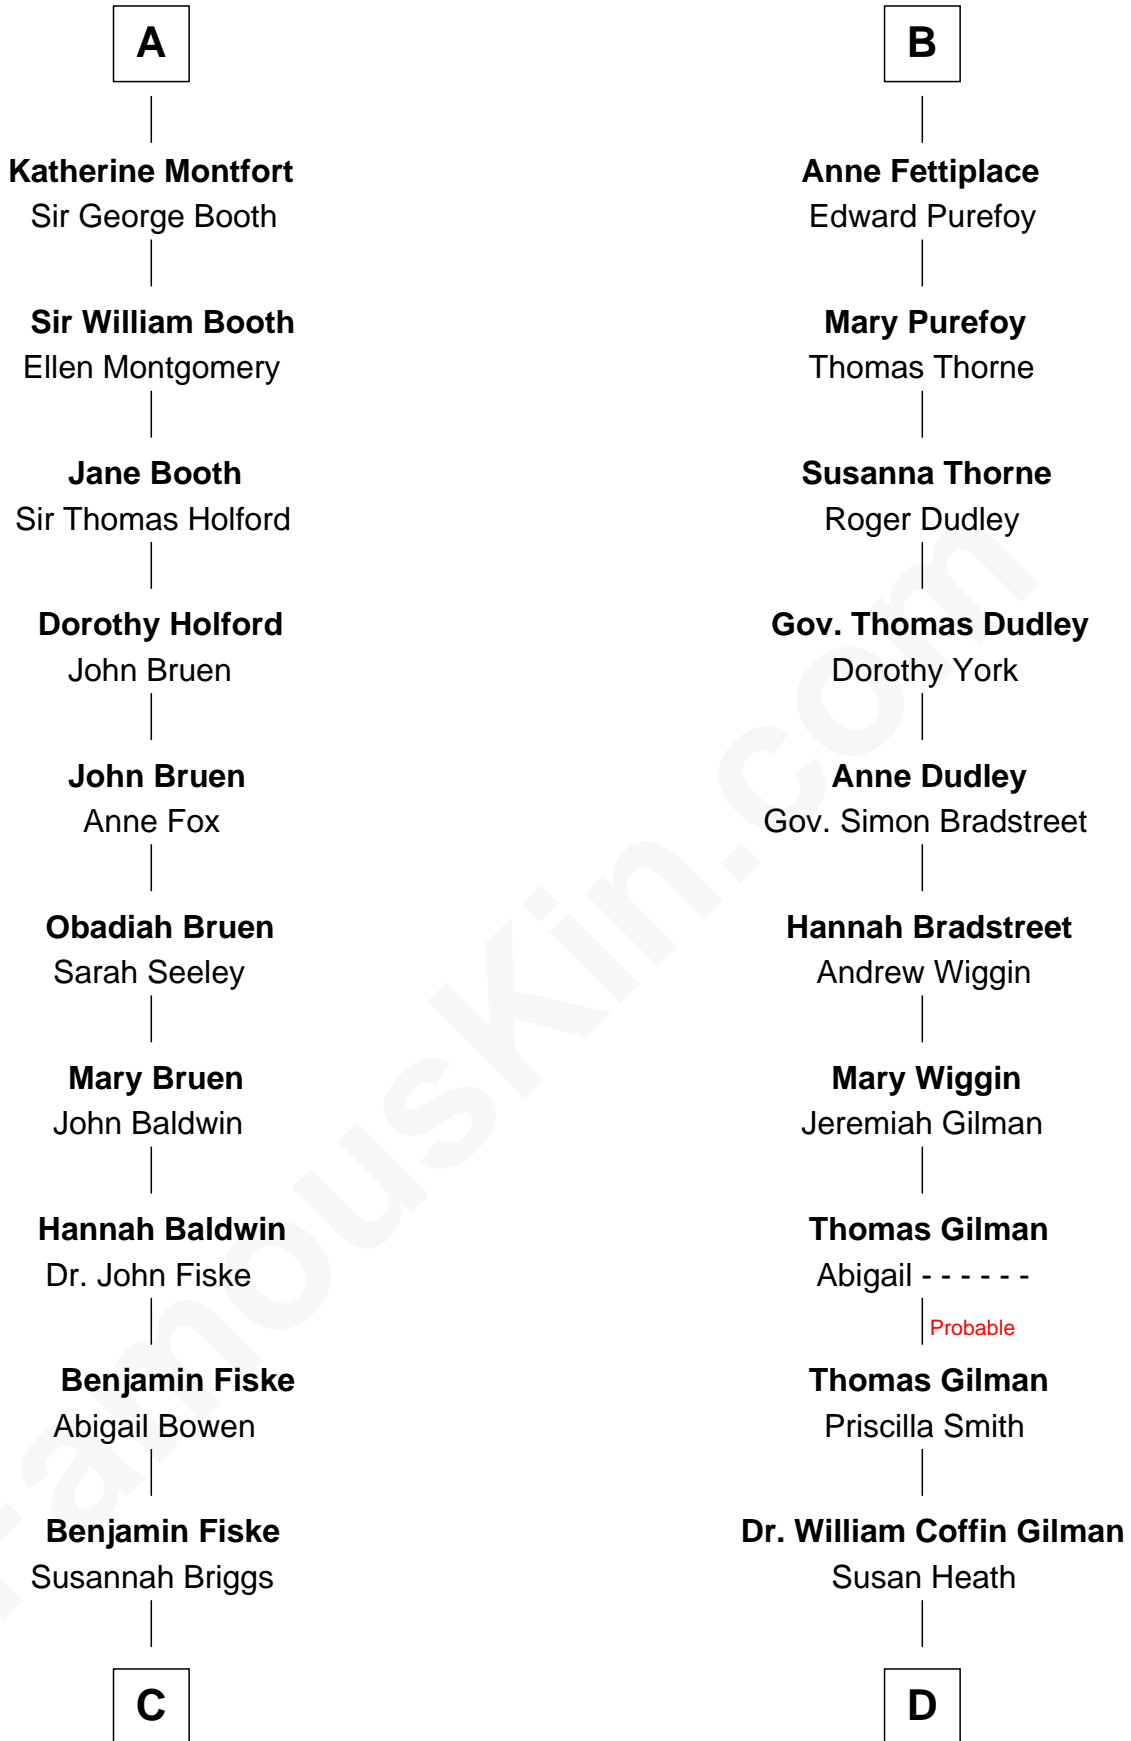 A
Katherine Montfort
Sir George Booth
Sir William Booth
Ellen Montgomery
Jane Booth
Sir Thomas Holford
Dorothy Holford
John Bruen
John Bruen
Anne Fox
Obadiah Bruen
Sarah Seeley
Mary Bruen
John Baldwin
Hannah Baldwin
Dr. John Fiske
Benjamin Fiske
Abigail Bowen
Benjamin Fiske
Susannah Briggs
C
B
Anne Fettiplace
Edward Purefoy
Mary Purefoy
Thomas Thorne
Susanna Thorne
Roger Dudley
Gov. Thomas Dudley
Dorothy York
Anne Dudley
Gov. Simon Bradstreet
Hannah Bradstreet
Andrew Wiggin
Mary Wiggin
Jeremiah Gilman
Thomas Gilman
Abigail - - - - - -
Probable
Thomas Gilman
Priscilla Smith
Dr. William Coffin Gilman
Susan Heath
D
FamousKin.com